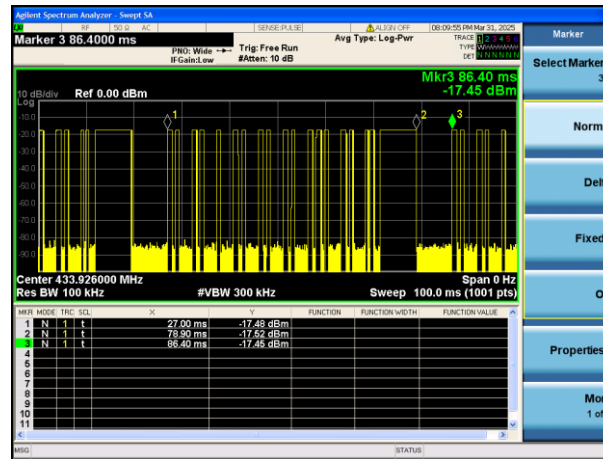 Agilent Spectrum Analyzer - Swept SA
RF 50 Ω AC SENSE:PULSE ALIGN OFF 08:09:55 PM Mar 31, 2025
Marker 3 86.4000 ms
PNO: Wide
IFGain:Low
Trig: Free Run
#Atten: 10 dB
Avg Type: Log-Pwr
TRACE 1 2 3 4 5 6
TYPE
DET N N N N N N
Mkr3 86.40 ms
-17.45 dBm
10 dB/div Ref 0.00 dBm
Log
1
2
3
-10.0
-20.0
-30.0
-40.0
-50.0
-60.0
-70.0
-80.0
-90.0
Center 433.926000 MHz Span 0 Hz
Res BW 100 kHz #VBW 300 kHz Sweep 100.0 ms (1001 pts)
MKR MODE TRC SCL X Y FUNCTION FUNCTION WIDTH FUNCTION VALUE
1 N 1 t 27.00 ms -17.48 dBm
2 N 1 t 78.90 ms -17.52 dBm
3 N 1 t 86.40 ms -17.45 dBm
4
5
6
7
8
9
10
11
MSG STATUS
Marker
Select Marker
3
Norm
Del
Fixed
O
Properties
Mo
1 of